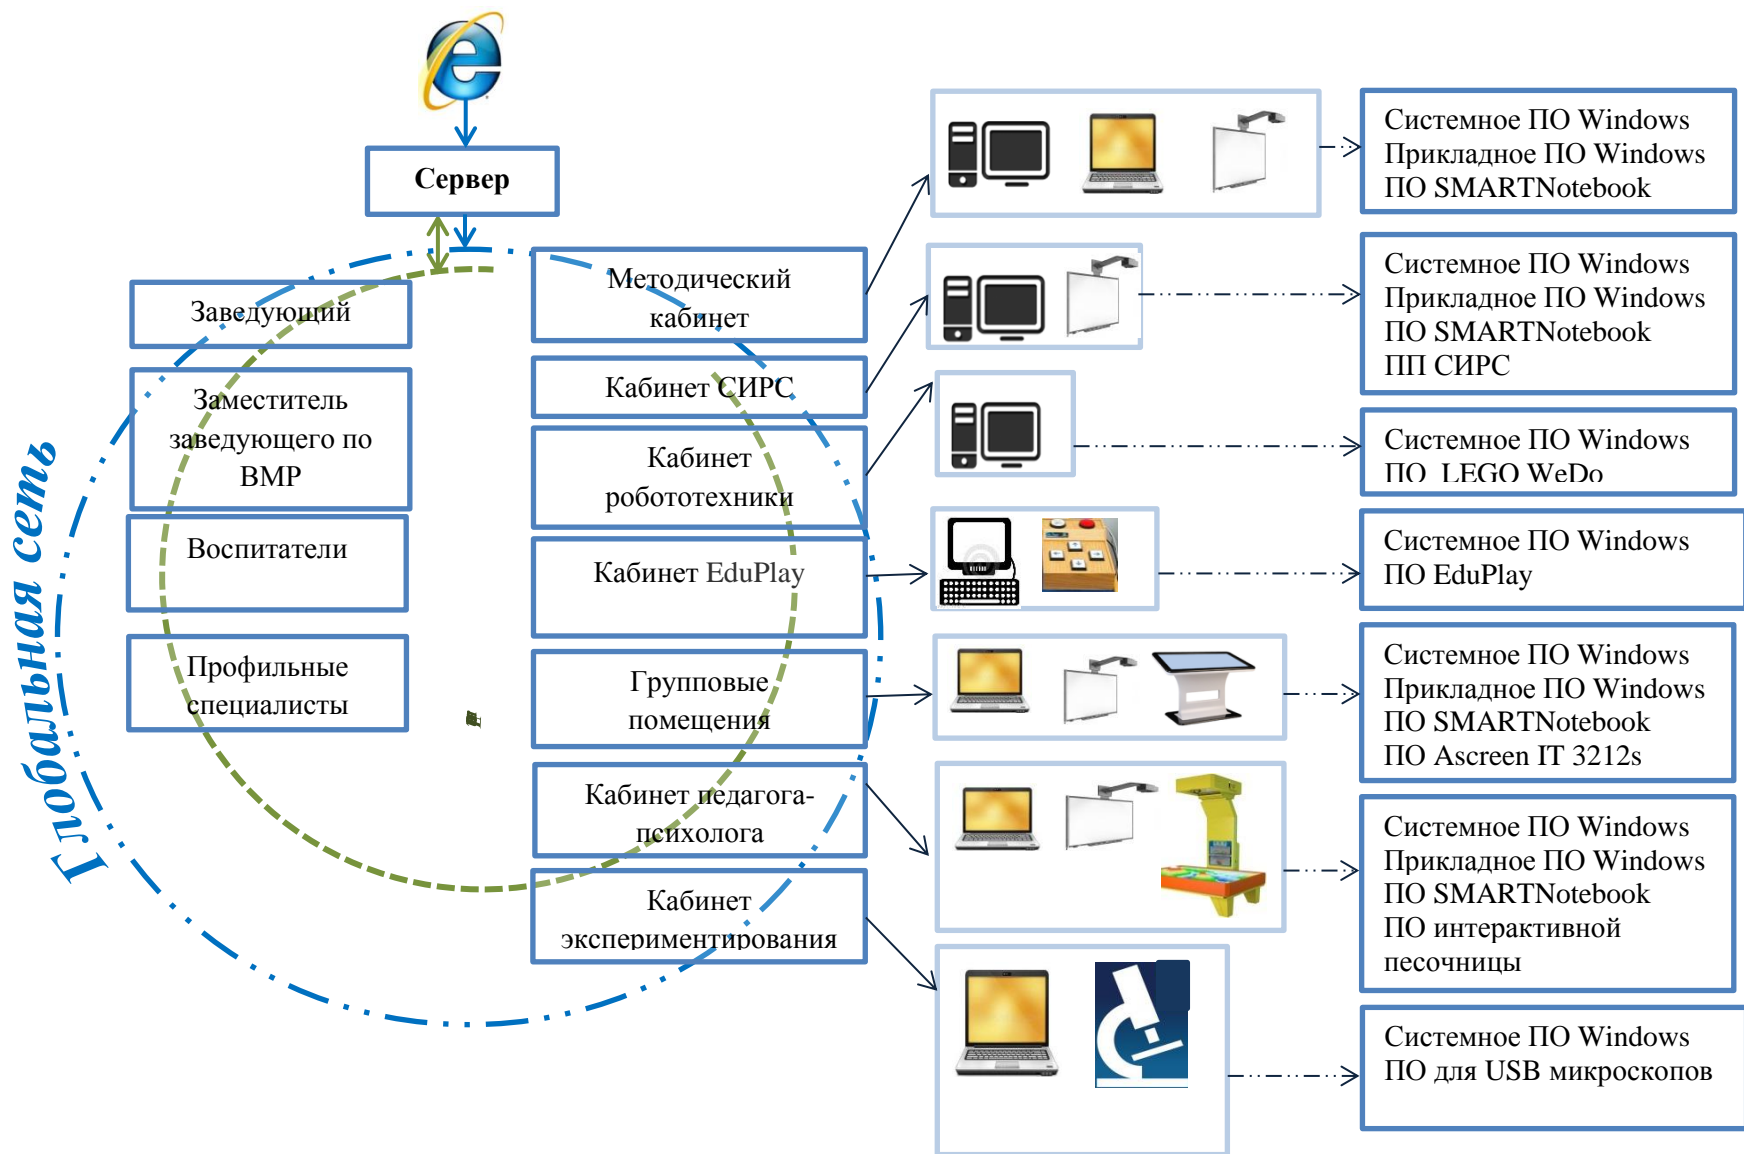 Сервер
Глобальная сеть
Заведующий
Заместитель
заведующего по
ВМР
Воспитатели
Профильные
специалисты
Методический
кабинет
Кабинет СИРС
Кабинет
робототехники
Кабинет EduPlay
Групповые
помещения
Кабинет педагога-
психолога
Кабинет
экспериментирования
Системное ПО Windows
Прикладное ПО Windows
ПО SMARTNotebook
Системное ПО Windows
Прикладное ПО Windows
ПО SMARTNotebook
ПП СИРС
Системное ПО Windows
ПО LEGO WeDo
Системное ПО Windows
ПО EduPlay
Системное ПО Windows
Прикладное ПО Windows
ПО SMARTNotebook
ПО Ascreen IT 3212s
Системное ПО Windows
Прикладное ПО Windows
ПО SMARTNotebook
ПО интерактивной
песочницы
Системное ПО Windows
ПО для USB микроскопов